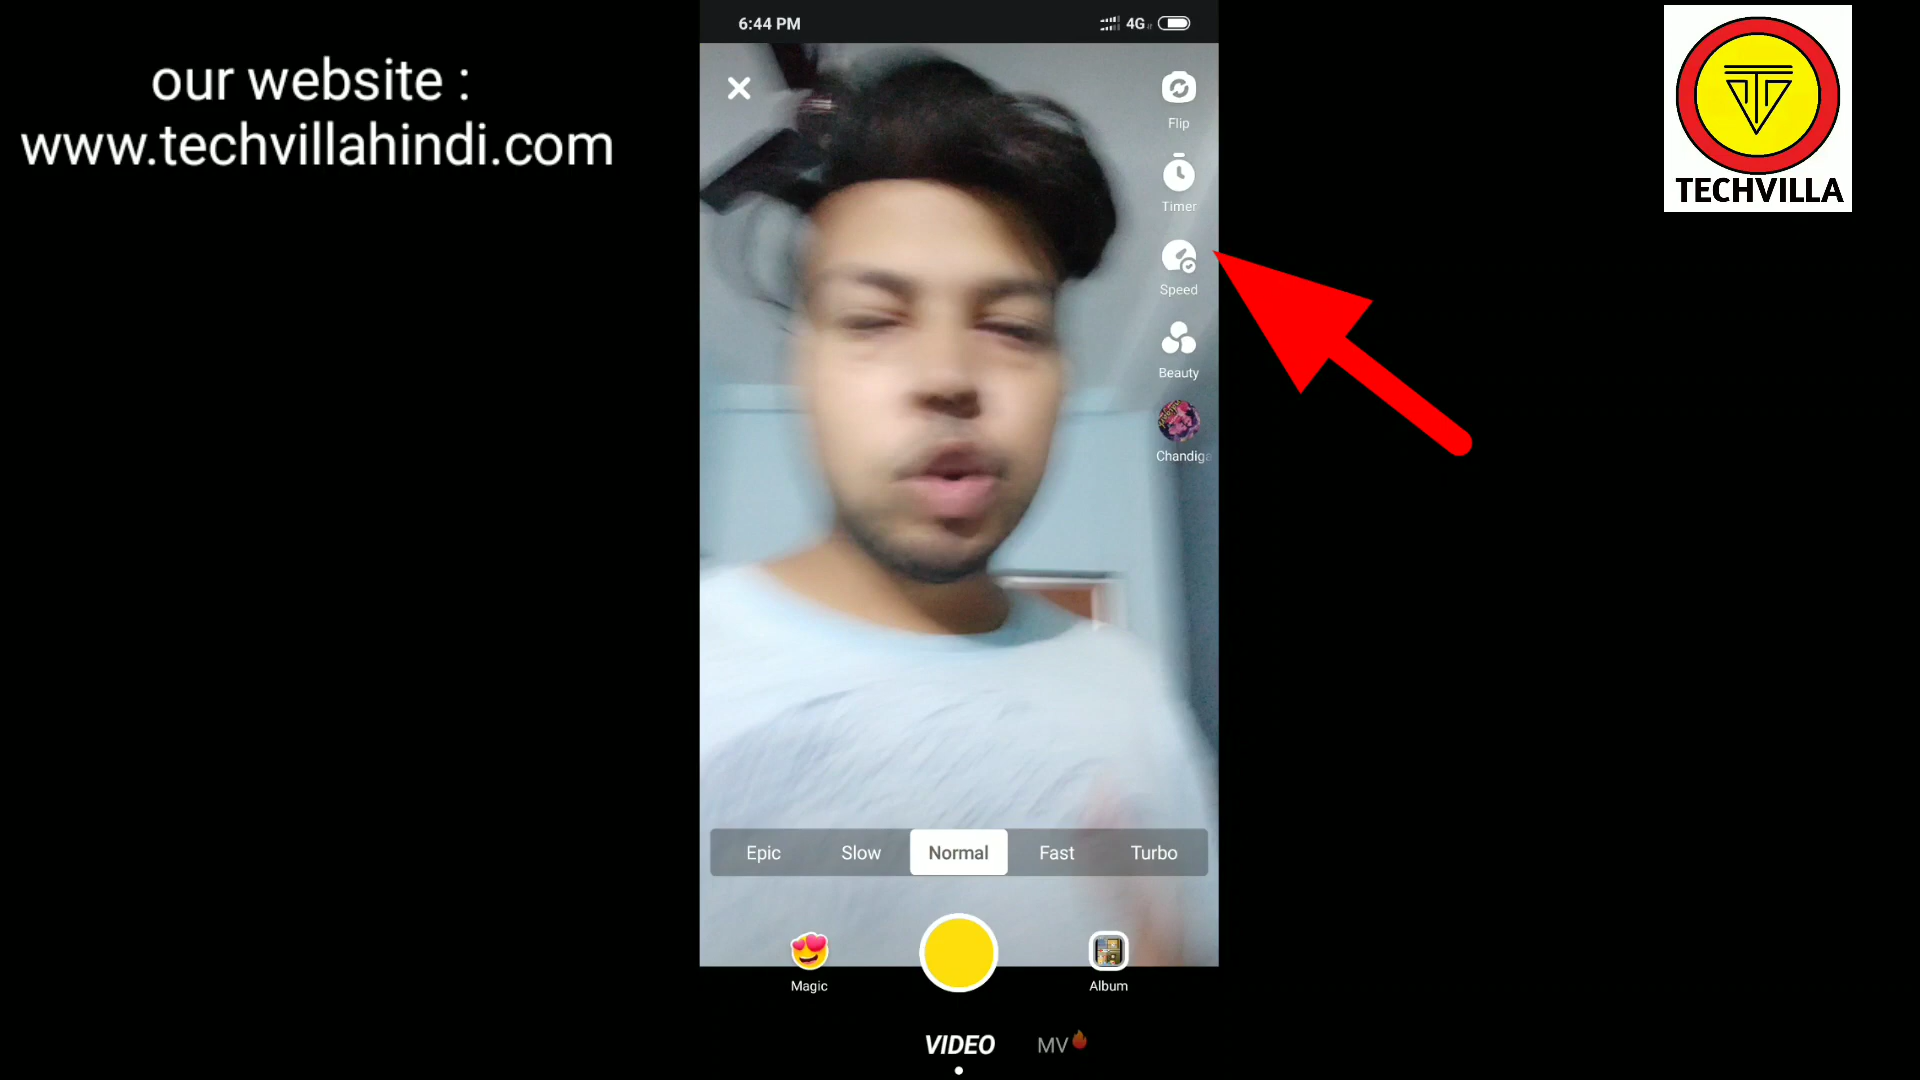 our website :
www.techvillahindi.com
6:44 PM
4G
Flip
Timer
Speed
Beauty
Chandiga
Epic
Slow
Normal
Fast
Turbo
Magic
Album
VIDEO
MV
TECHVILLA